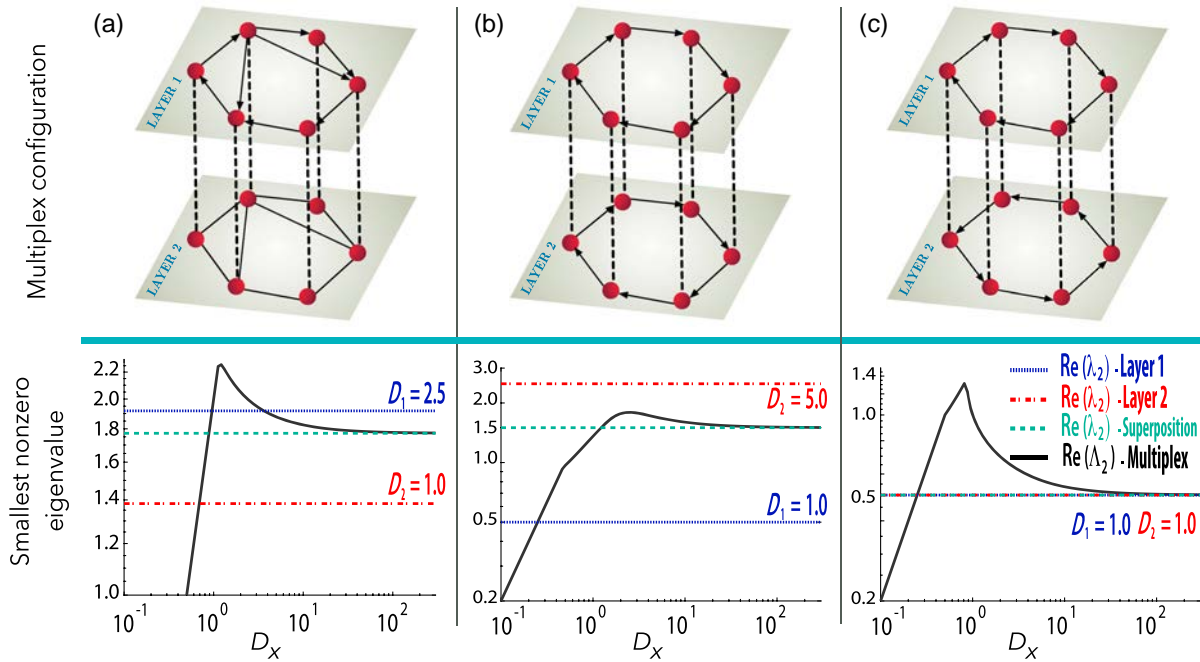 (a)
(b)
(c)
Multiplex configuration
LAYER 1
LAYER 1
LAYER 1
LAYER 2
LAYER 2
LAYER 2
Smallest nonzero
eigenvalue
2.2
2.0
1.8
1.6
1.4
1.2
1.0
D₁ = 2.5
D₂ = 1.0
10⁻¹
10⁰
10¹
10²
Dₓ
3.0
2.0
1.5
1.0
0.5
0.2
D₂ = 5.0
D₁ = 1.0
10⁻¹
10⁰
10¹
10²
Dₓ
1.4
1.0
0.5
0.2
Re (λ₂) - Layer 1
Re (λ₂) - Layer 2
Re (λ₂) - Superposition
Re (Λ₂) - Multiplex
D₁ = 1.0 D₂ = 1.0
10⁻¹
10⁰
10¹
10²
Dₓ